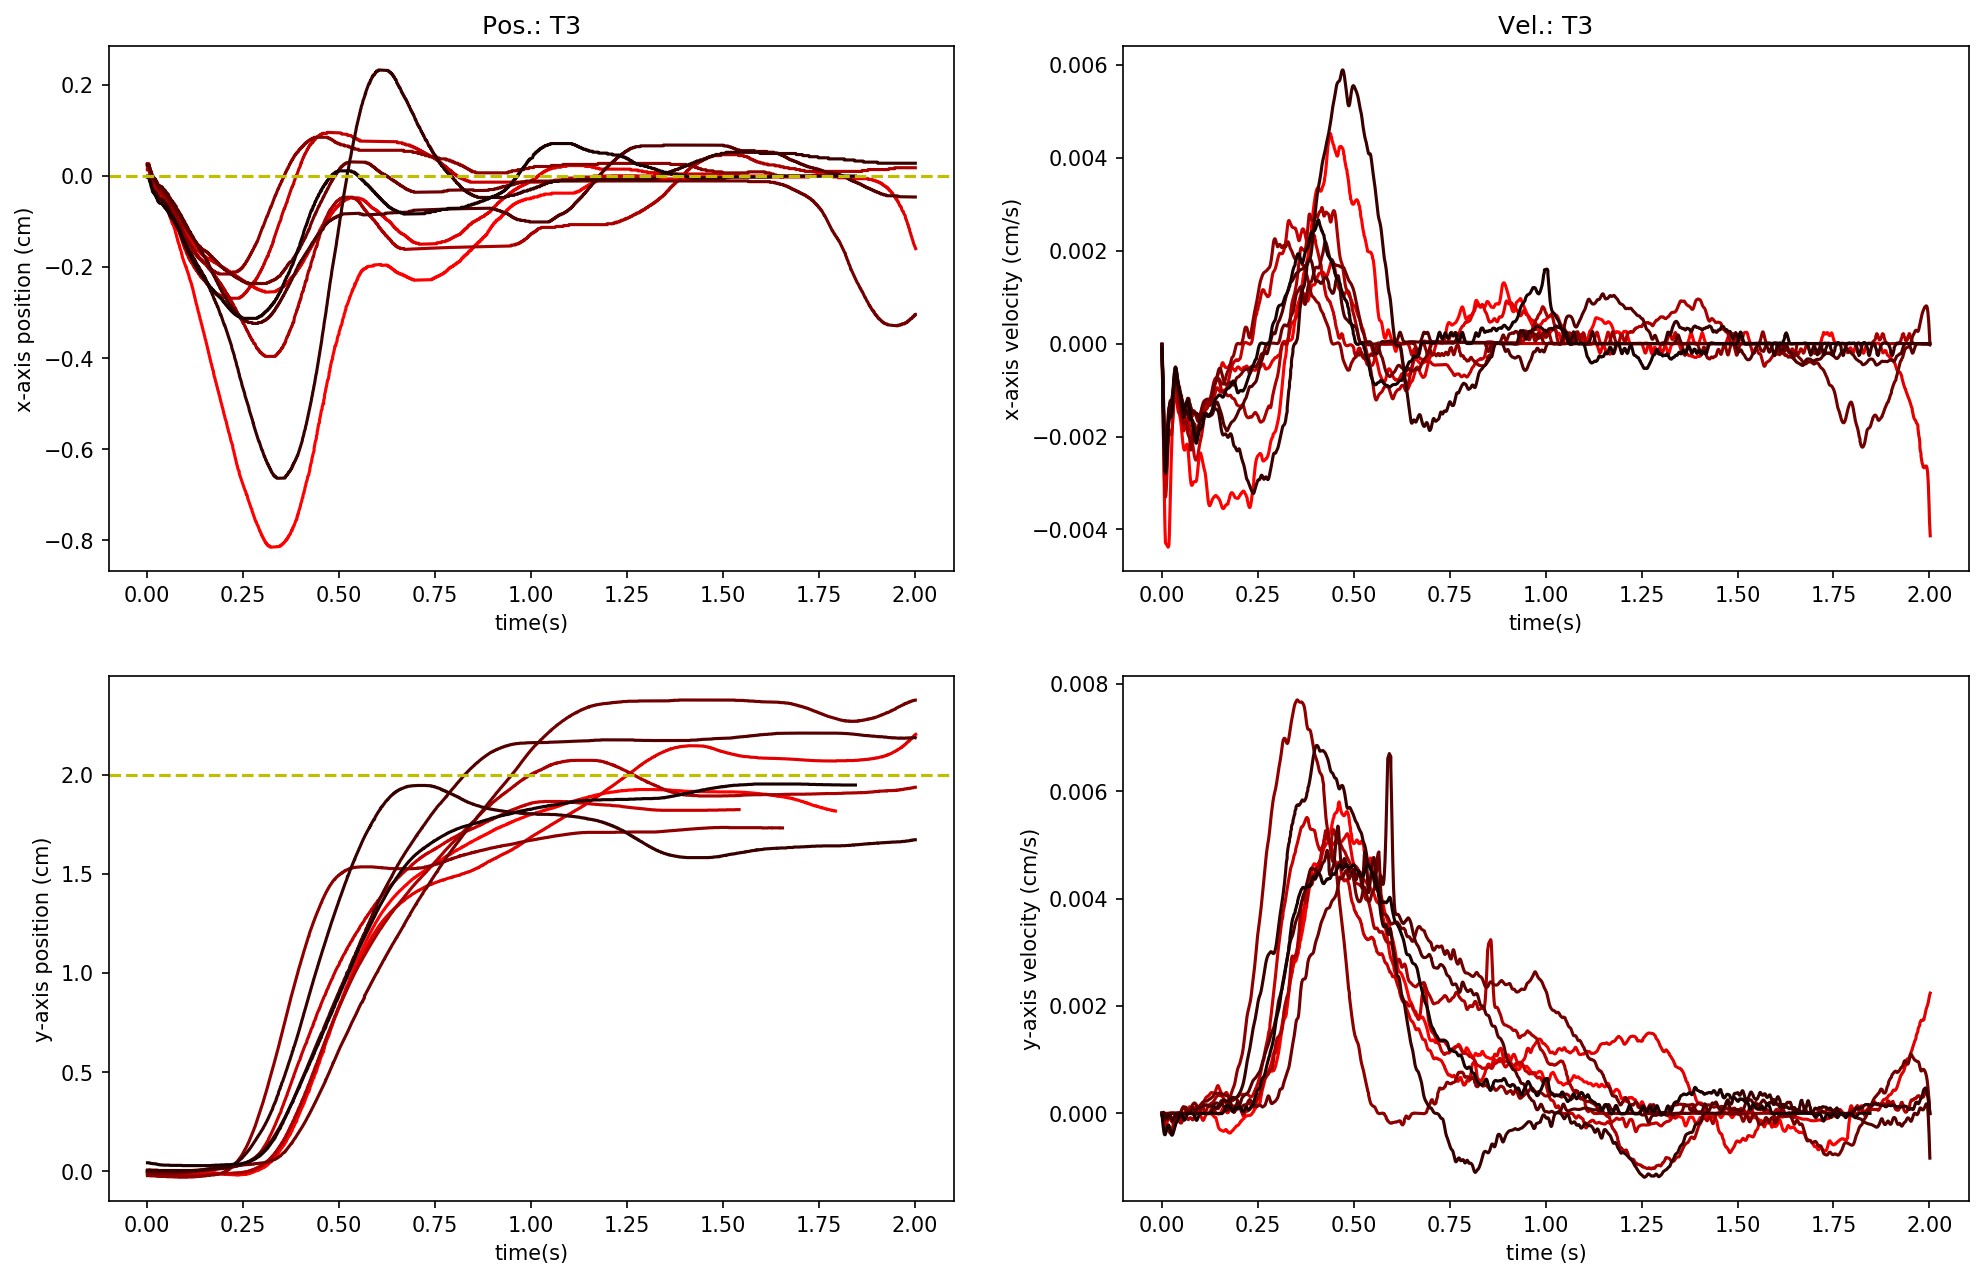 Pos.: T3
x-axis position (cm)
0.2
0.0
−0.2
−0.4
−0.6
−0.8
0.00 0.25 0.50 0.75 1.00 1.25 1.50 1.75 2.00
time(s)
Vel.: T3
x-axis velocity (cm/s)
0.006
0.004
0.002
0.000
−0.002
−0.004
0.00 0.25 0.50 0.75 1.00 1.25 1.50 1.75 2.00
time(s)
y-axis position (cm)
2.0
1.5
1.0
0.5
0.0
0.00 0.25 0.50 0.75 1.00 1.25 1.50 1.75 2.00
time(s)
y-axis velocity (cm/s)
0.008
0.006
0.004
0.002
0.000
0.00 0.25 0.50 0.75 1.00 1.25 1.50 1.75 2.00
time (s)